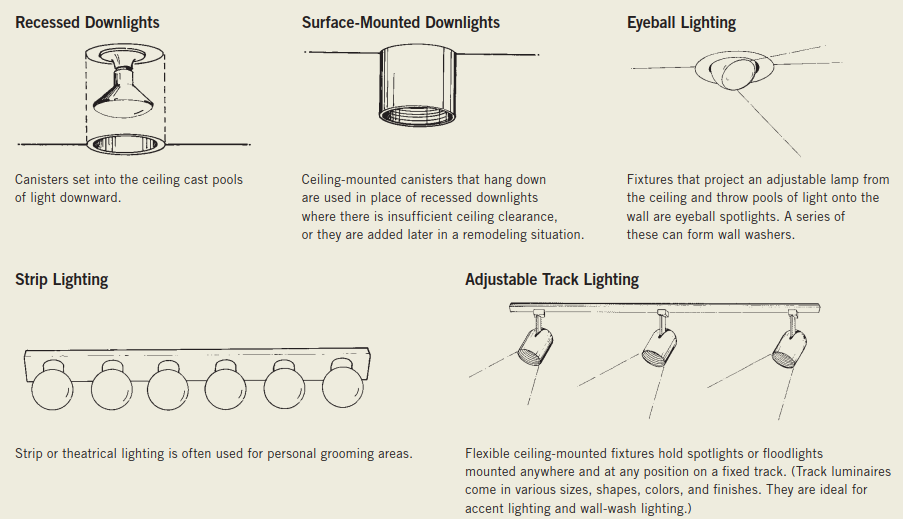 Recessed Downlights
Surface-Mounted Downlights
Eyeball Lighting
Canisters set into the ceiling cast pools
of light downward.
Ceiling-mounted canisters that hang down
are used in place of recessed downlights
where there is insufficient ceiling clearance,
or they are added later in a remodeling situation.
Fixtures that project an adjustable lamp from
the ceiling and throw pools of light onto the
wall are eyeball spotlights. A series of
these can form wall washers.
Strip Lighting
Adjustable Track Lighting
Strip or theatrical lighting is often used for personal grooming areas.
Flexible ceiling-mounted fixtures hold spotlights or floodlights
mounted anywhere and at any position on a fixed track. (Track luminaires
come in various sizes, shapes, colors, and finishes. They are ideal for
accent lighting and wall-wash lighting.)